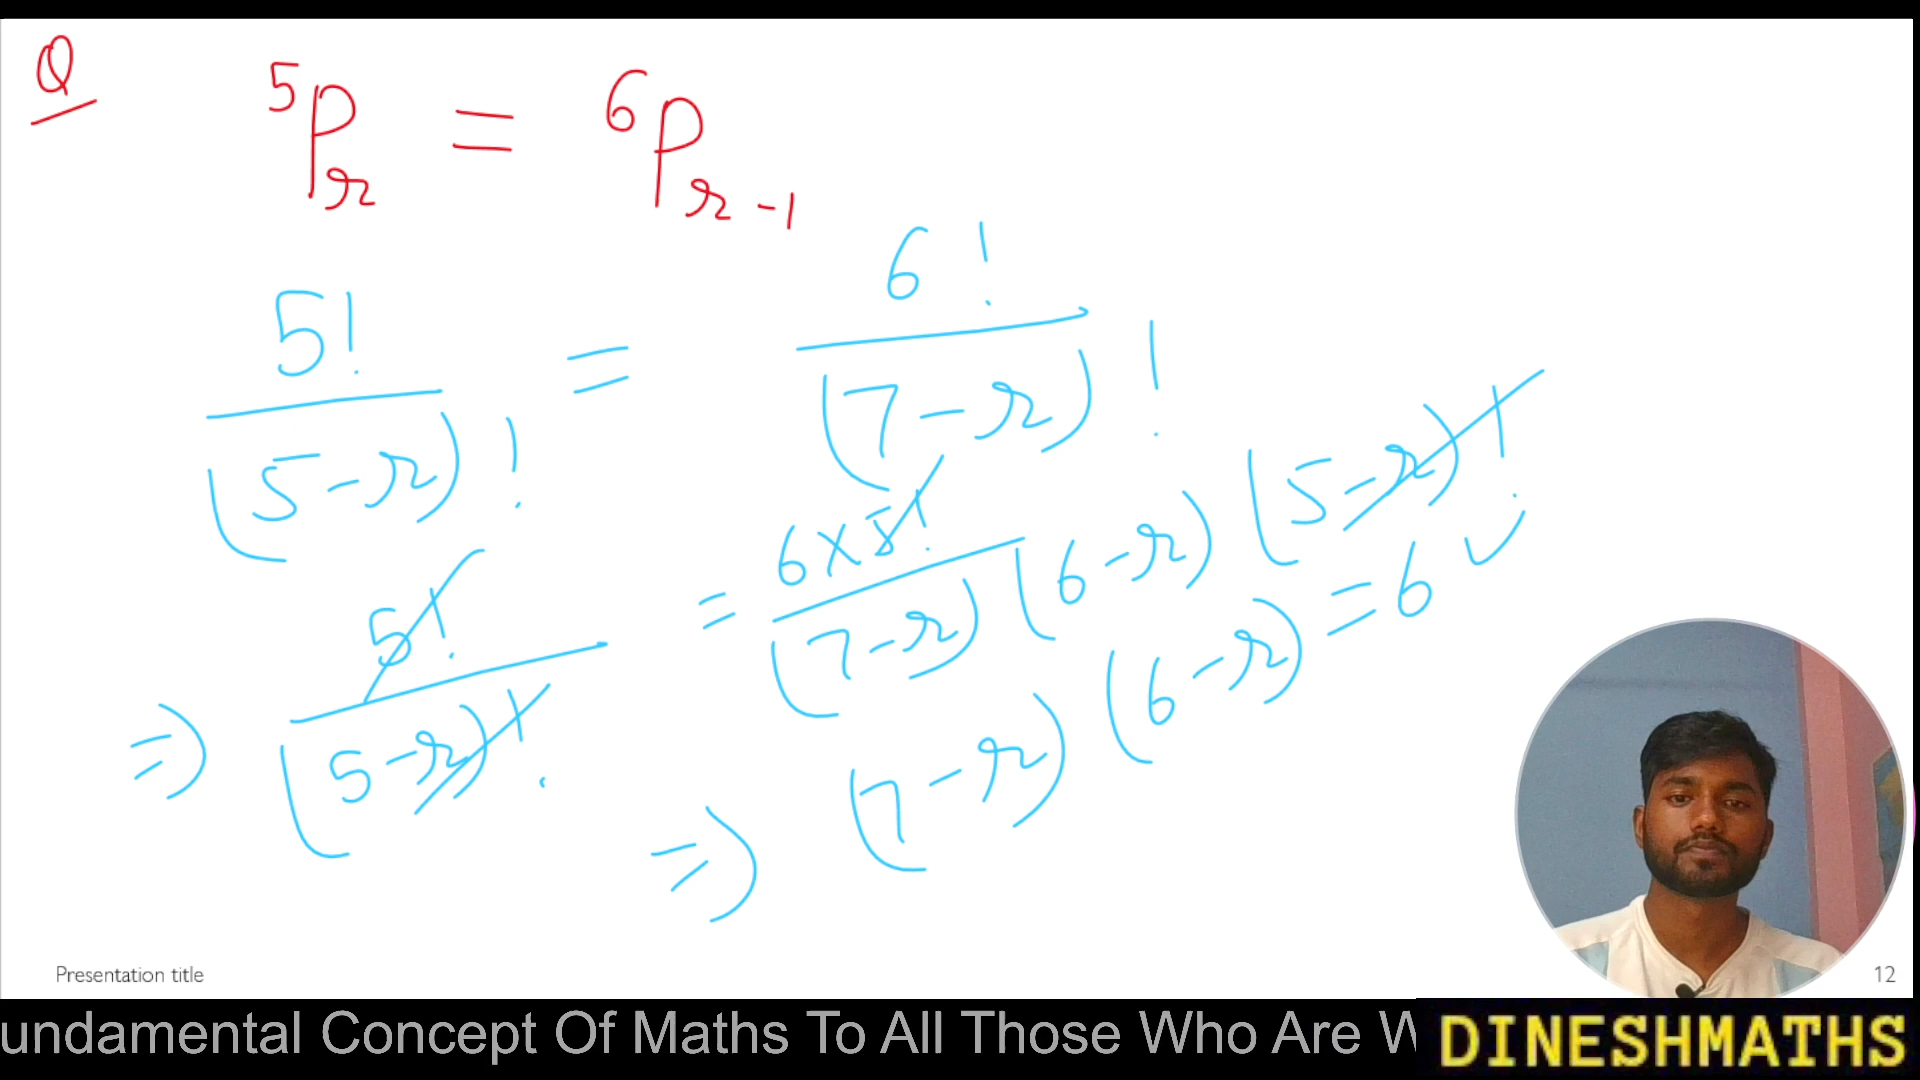 Q
⁵Pᵣ = ⁶Pᵣ₋₁
5!/(5-r)! = 6!/(7-r)!
⇒ 5!/(5-r)! = 6×5!/(7-r)(6-r)(5-r)!
⇒ (7-r)(6-r) = 6 ✓
Presentation title
12
undamental Concept Of Maths To All Those Who Are W
DINESHMATHS